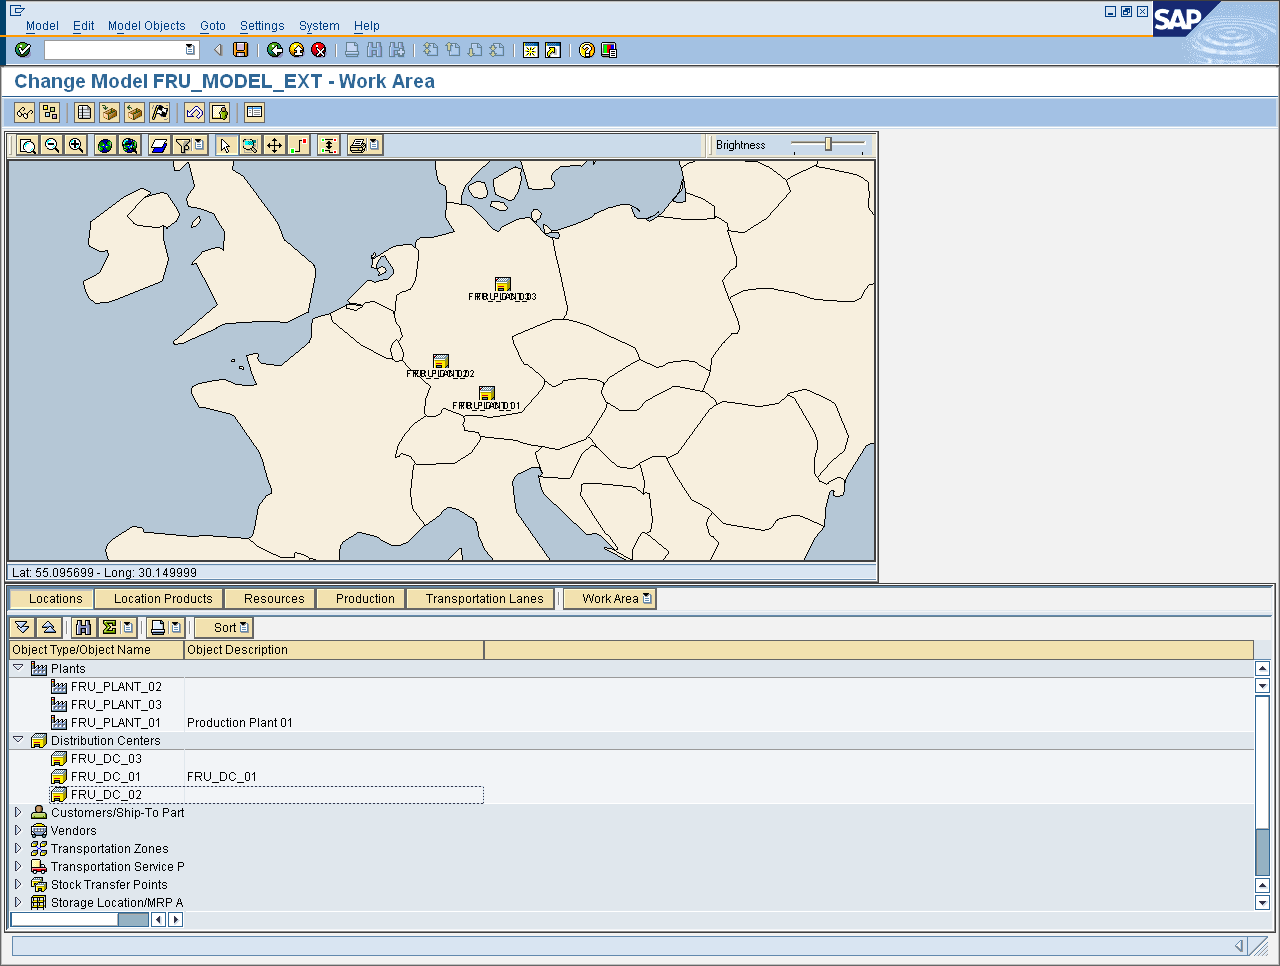 Model Edit Model Objects Goto Settings System Help
SAP
Change Model FRU_MODEL_EXT - Work Area
Brightness
Lat: 55.095699 - Long: 30.149999
Locations Location Products Resources Production Transportation Lanes Work Area
Sort
Object Type/Object Name Object Description
Plants
FRU_PLANT_02
FRU_PLANT_03
FRU_PLANT_01 Production Plant 01
Distribution Centers
FRU_DC_03
FRU_DC_01 FRU_DC_01
FRU_DC_02
Customers/Ship-To Part
Vendors
Transportation Zones
Transportation Service P
Stock Transfer Points
Storage Location/MRP A